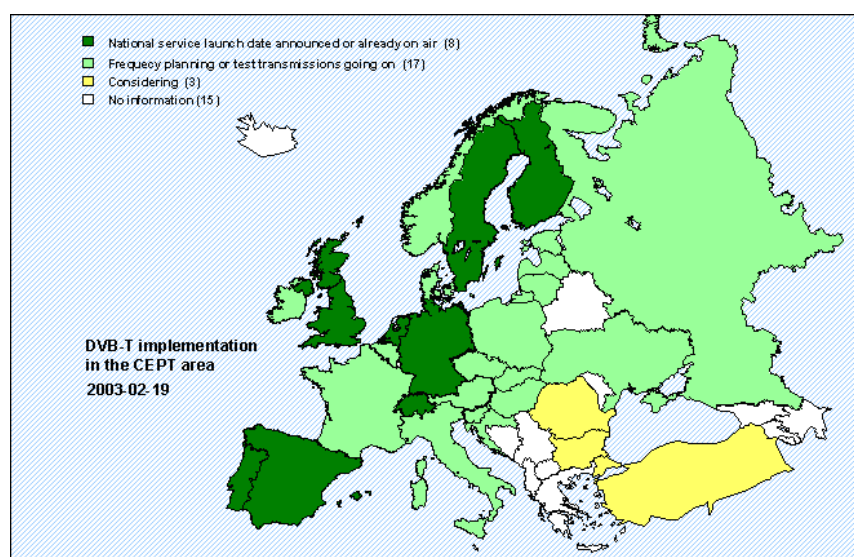 National service launch date announced or already on air (8)
Frequecy planning or test transmissions going on (17)
Considering (3)
No information (15)
DVB-T implementation
in the CEPT area
2003-02-19